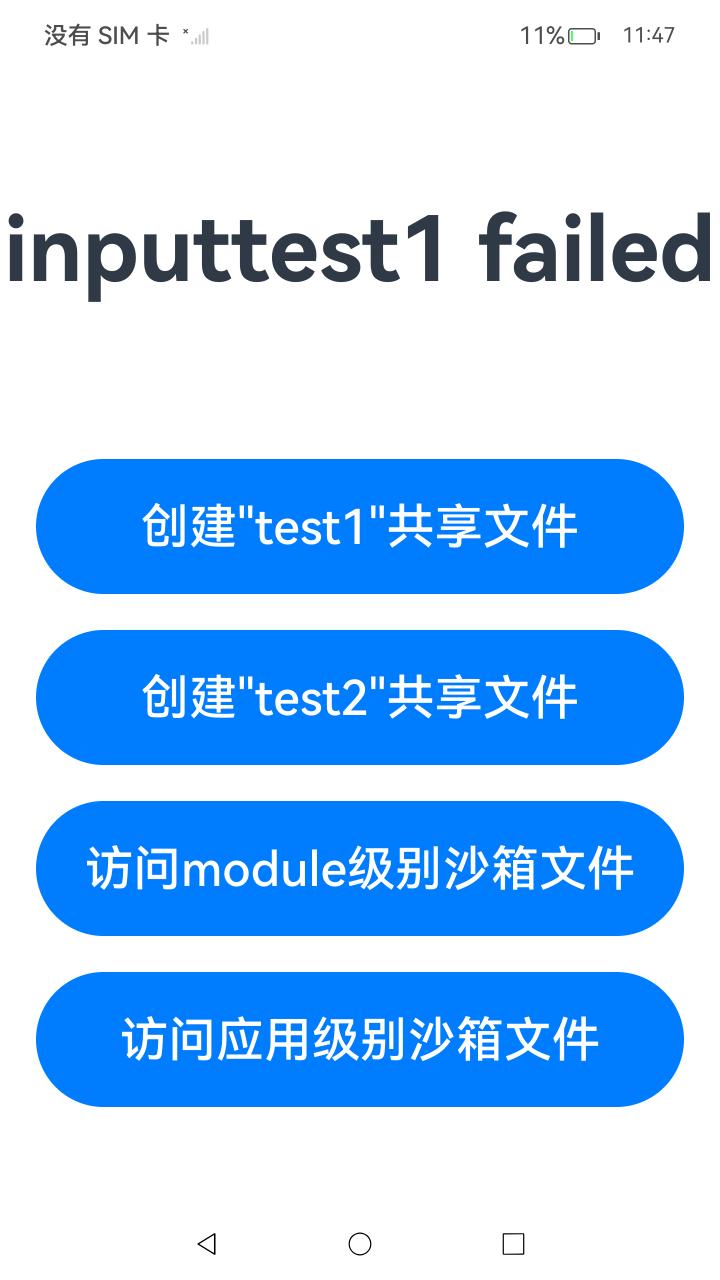 没有 SIM 卡 11% 11:47
inputtest1 failed
创建"test1"共享文件
创建"test2"共享文件
访问module级别沙箱文件
访问应用级别沙箱文件